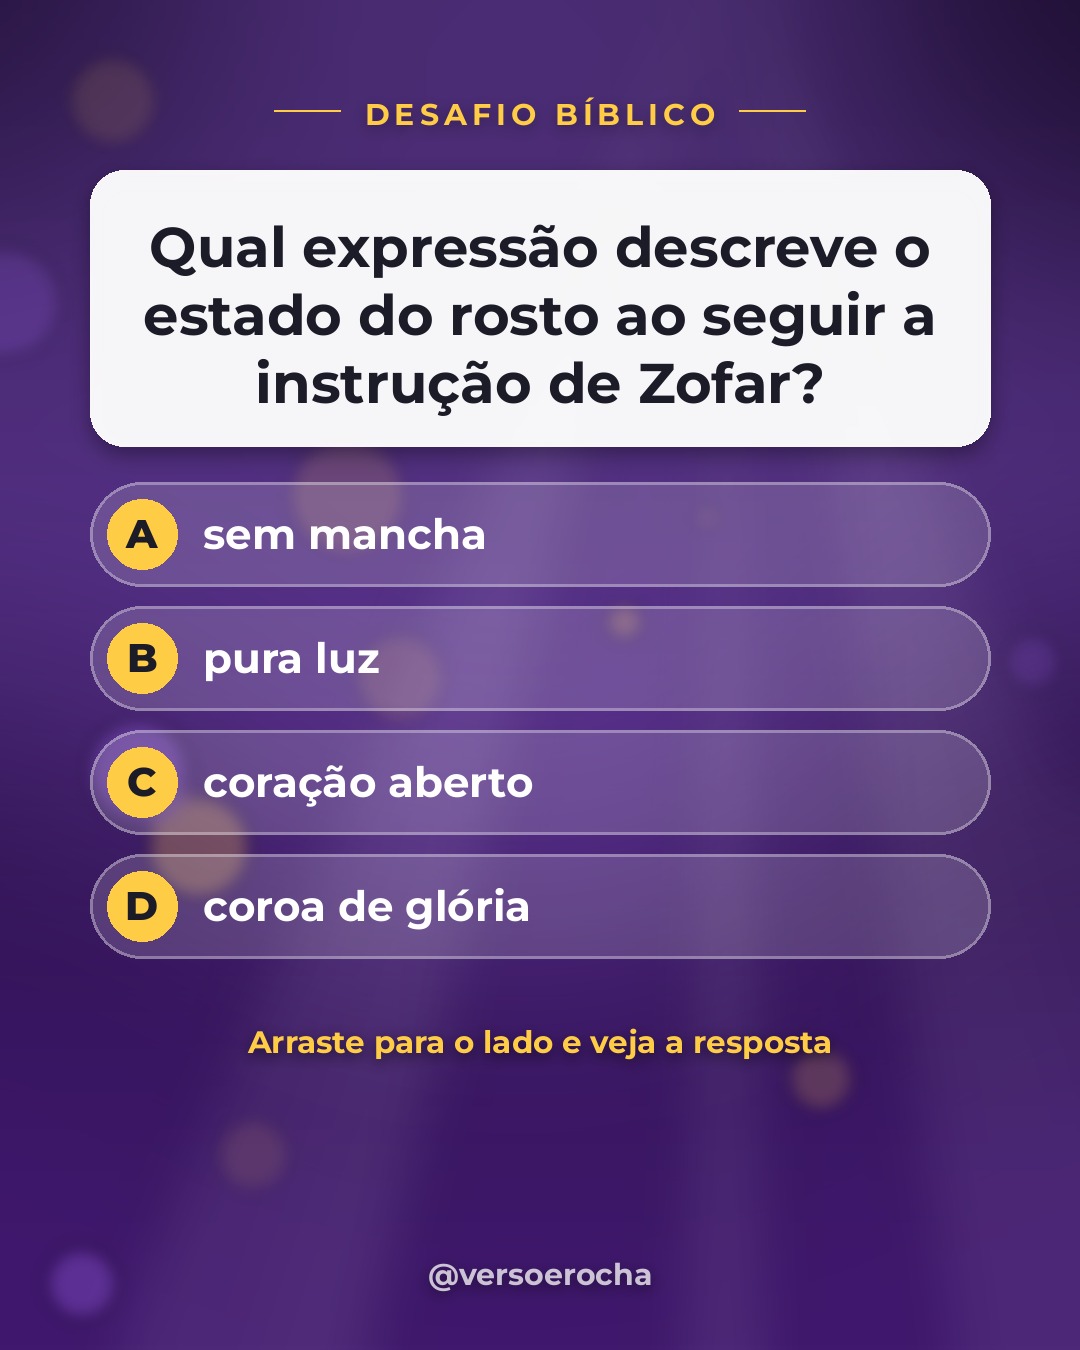 DESAFIO BÍBLICO
Qual expressão descreve o
estado do rosto ao seguir a
instrução de Zofar?
A sem mancha
B pura luz
C coração aberto
D coroa de glória
Arraste para o lado e veja a resposta
@versoerocha